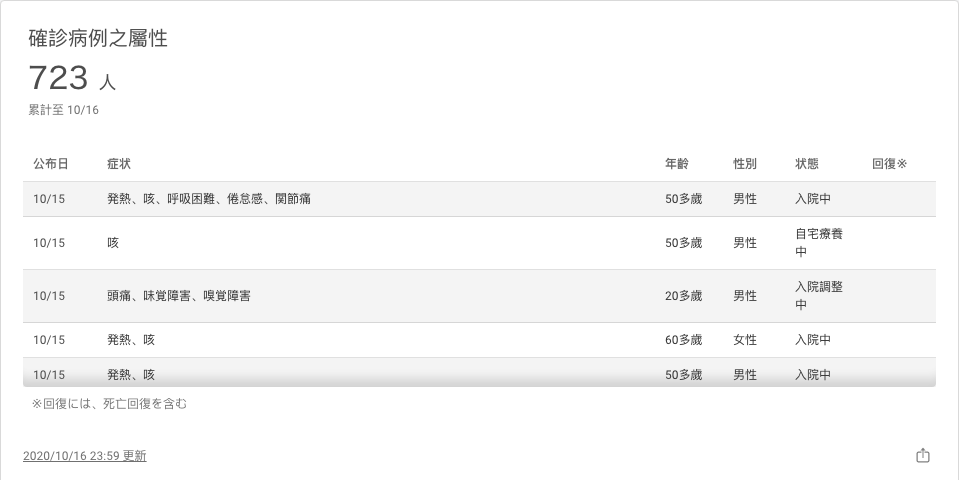 確診病例之屬性
723 人
累計至 10/16
公布日 症状 年齢 性別 状態 回復※
10/15 発熱、咳、呼吸困難、倦怠感、関節痛 50多歲 男性 入院中
10/15 咳 50多歲 男性 自宅療養
中
10/15 頭痛、味覚障害、嗅覚障害 20多歲 男性 入院調整
中
10/15 発熱、咳 60多歲 女性 入院中
10/15 発熱、咳 50多歲 男性 入院中
※回復には、死亡回復を含む
2020/10/16 23:59 更新